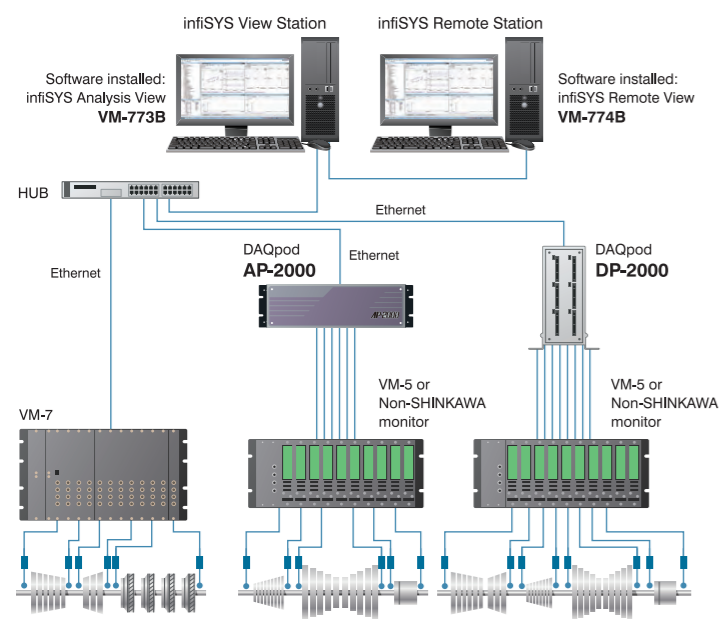 infiSYS View Station
infiSYS Remote Station
Software installed:
infiSYS Analysis View
VM-773B
Software installed:
infiSYS Remote View
VM-774B
HUB
Ethernet
Ethernet
DAQpod
AP-2000
Ethernet
DAQpod
DP-2000
AP2000
VM-7
VM-5 or
Non-SHINKAWA
monitor
VM-5 or
Non-SHINKAWA
monitor